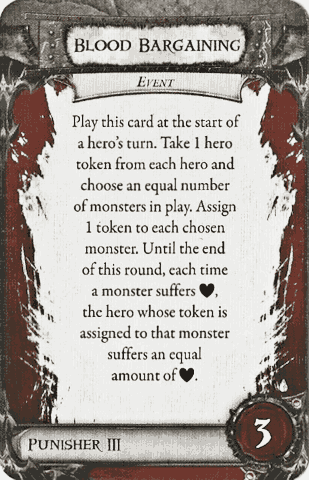 BLOOD BARGAINING
EVENT
Play this card at the start of
a hero's turn. Take 1 hero
token from each hero and
choose an equal number
of monsters in play. Assign
1 token to each chosen
monster. Until the end
of this round, each time
a monster suffers ♥,
the hero whose token is
assigned to that monster
suffers an equal
amount of ♥.
3
PUNISHER III